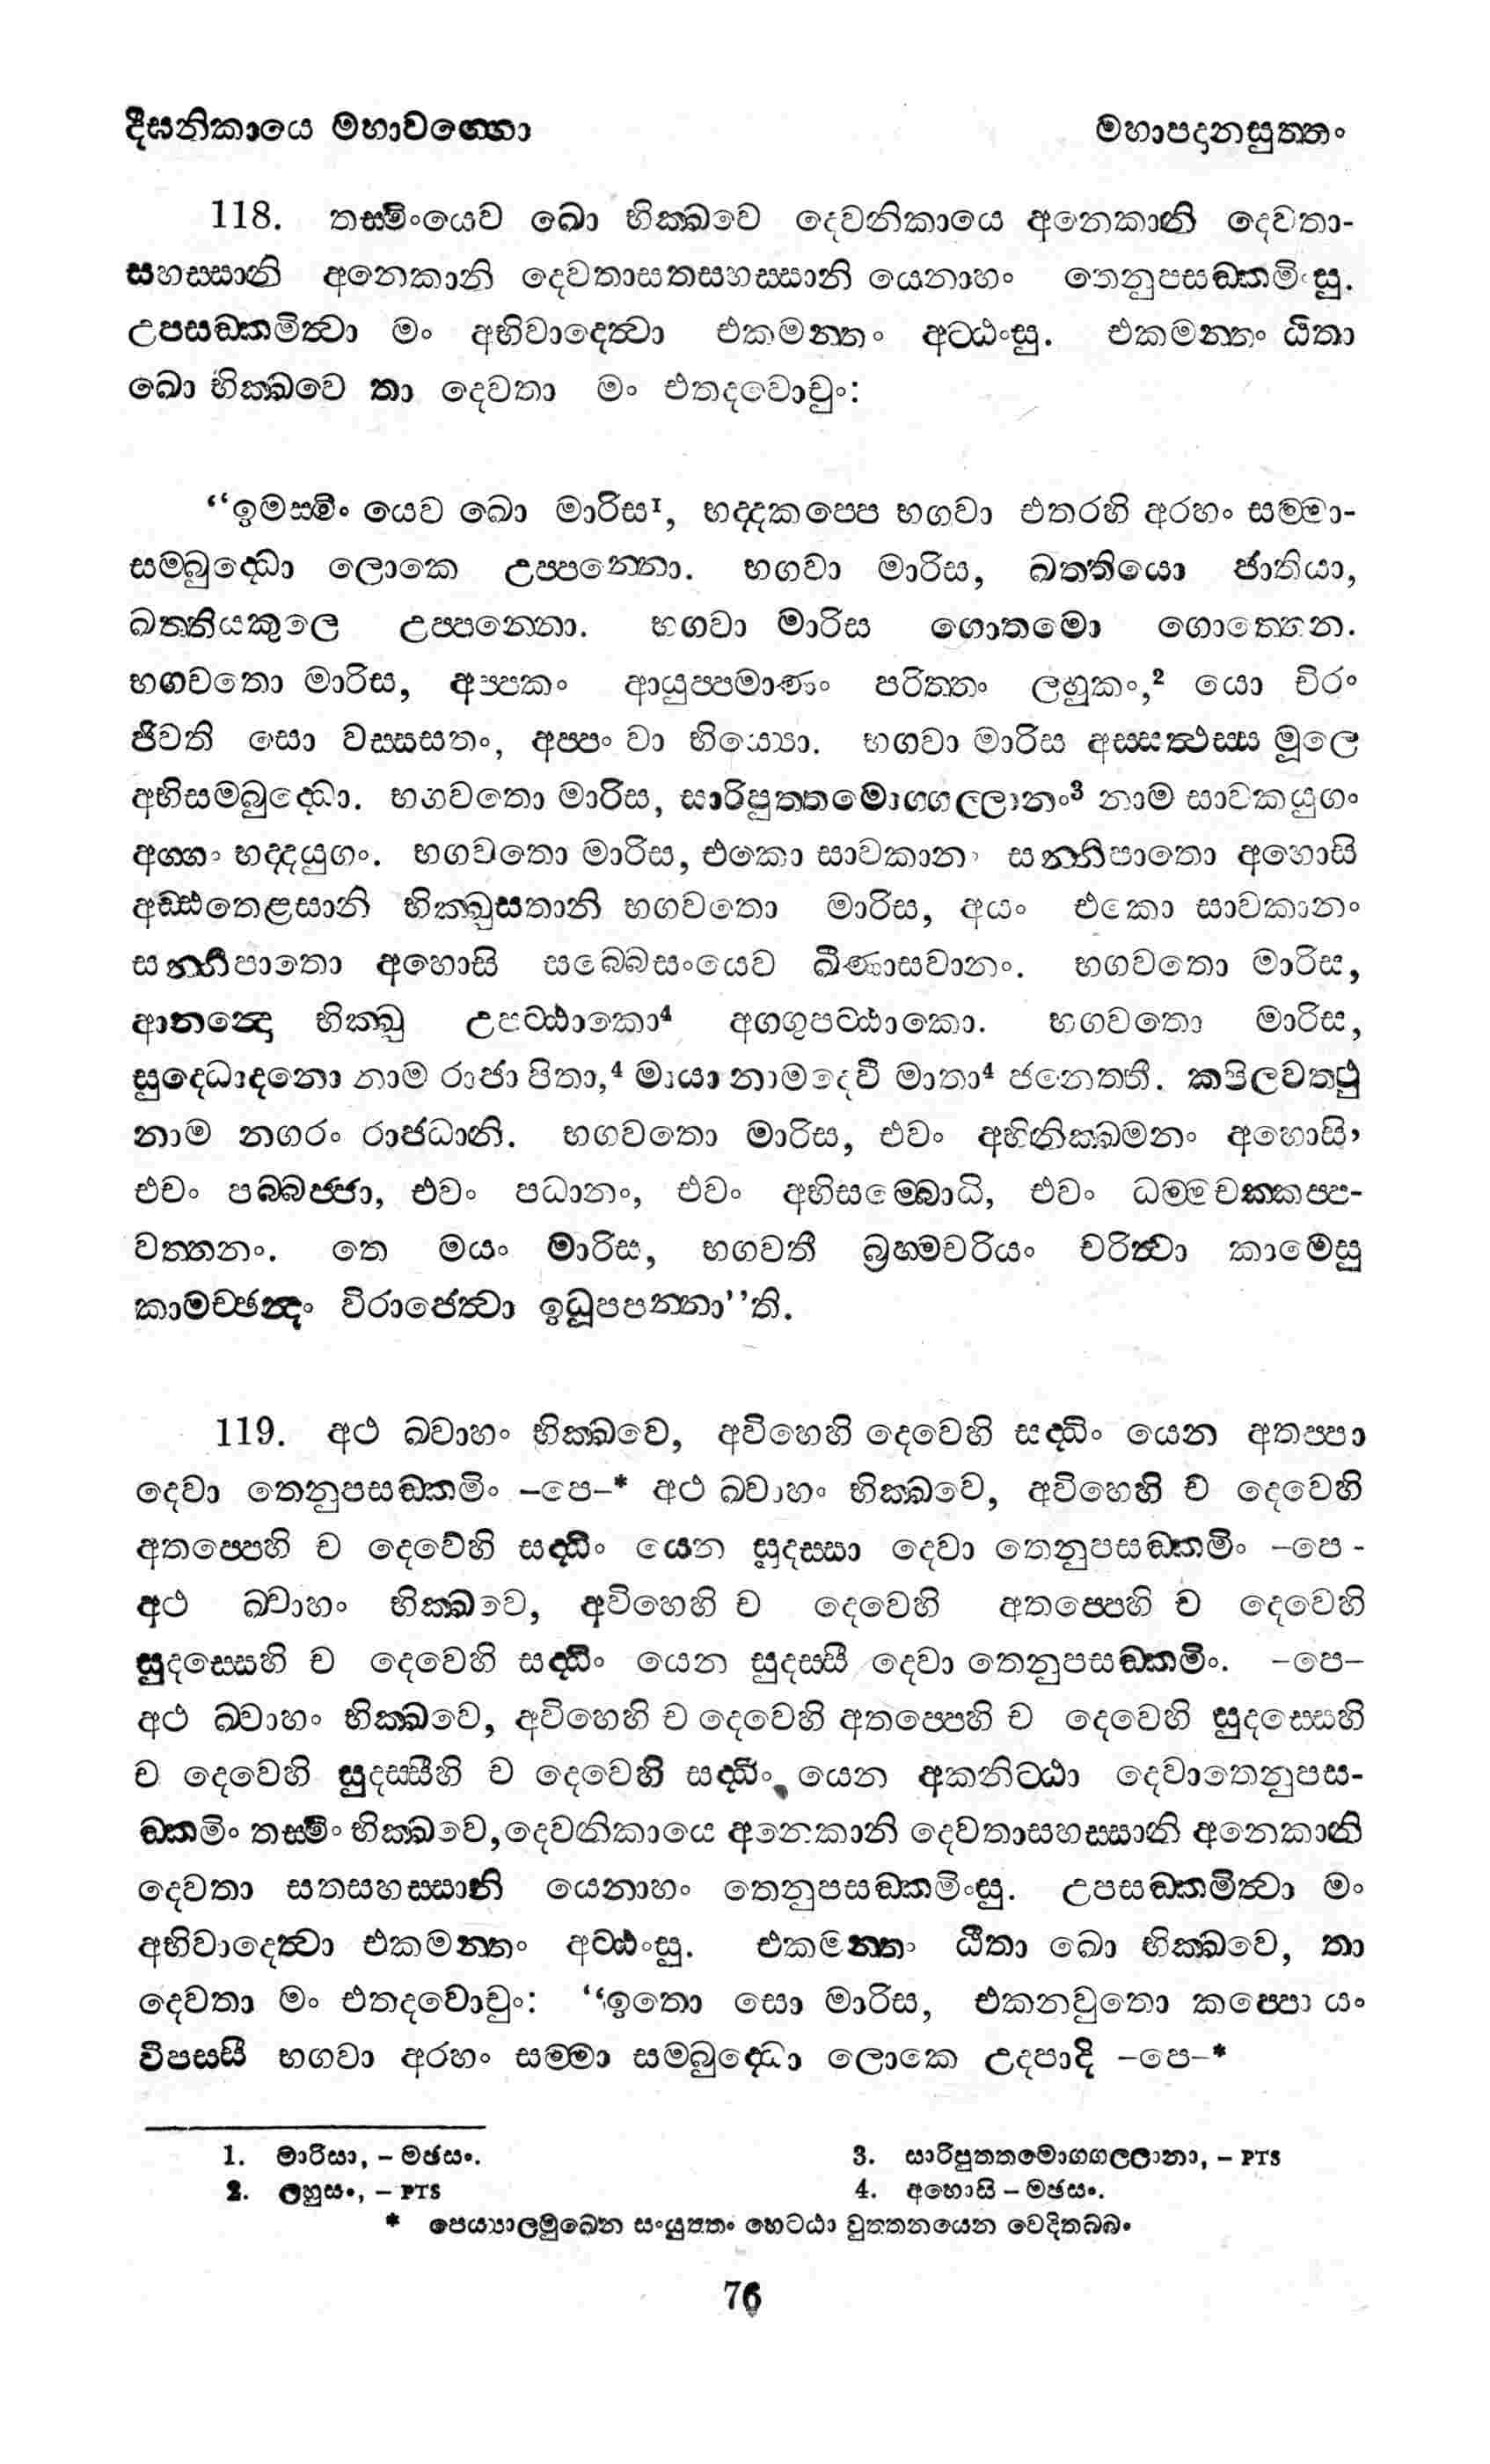 දීඝනිකායෙ මහාවග්ගො
මහාපදානසුත්තං
118. තස්මිංයෙව ඛො භික්ඛවෙ දෙවනිකායෙ අනෙකානි දෙවතා-
සහස්සානි අනෙකානි දෙවතාසතසහස්සානි යෙනාහං තෙනුපසඞ්කමිංසු.
උපසඞ්කමිත්වා මං අභිවාදෙත්වා එකමන්තං අට්ඨංසු. එකමන්තං ඨිතා
ඛො භික්ඛවෙ තා දෙවතා මං එතදවොචුං:
“ඉමස්මිං යෙව ඛො මාරිස¹, භද්දකප්පෙ භගවා එතරහි අරහං සම්මා-
සම්බුද්ධො ලොකෙ උප්පන්නො. භගවා මාරිස, ඛත්තියො ජාතියා,
ඛත්තියකුලෙ උප්පන්නො. භගවා මාරිස ගොතමො ගොත්තෙන.
භගවතො මාරිස, අප්පකං ආයුප්පමාණං පරිත්තං ලහුකං,² යො චිරං
ජීවති සො වස්සසතං, අප්පං වා භිය්‍යො. භගවා මාරිස අස්සත්ථස්ස මූලෙ
අභිසම්බුද්ධො. භගවතො මාරිස, සාරිපුත්තමොග්ගල්ලානං³ නාම සාවකයුගං
අග්ගං භද්දයුගං. භගවතො මාරිස, එකො සාවකානං සන්නිපාතො අහොසි
අඩ්ඪතෙළසානි භික්ඛුසතානි භගවතො මාරිස, අයං එකො සාවකානං
සන්නිපාතො අහොසි සබ්බෙසංයෙව ඛීණාසවානං. භගවතො මාරිස,
ආනන්දො භික්ඛු උපට්ඨාකො⁴ අග්ගුපට්ඨාකො. භගවතො මාරිස,
සුද්ධොදනො නාම රාජා පිතා,⁴ මායා නාමදෙවී මාතා⁴ ජනෙත්තී. කපිලවත්ථු
නාම නගරං රාජධානි. භගවතො මාරිස, එවං අභිනික්ඛමනං අහොසි,
එවං පබ්බජ්ජා, එවං පධානං, එවං අභිසම්බොධි, එවං ධම්මචක්කප්ප-
වත්තනං. තෙ මයං මාරිස, භගවතී බ්‍රහ්මචරියං චරිත්වා කාමෙසු
කාමච්ඡන්දං විරාජෙත්වා ඉධූපපන්නා’’ති.
119. අථ ඛ්වාහං භික්ඛවෙ, අවිහෙහි දෙවෙහි සද්ධිං යෙන අතප්පා
දෙවා තෙනුපසඞ්කමිං –පෙ–* අථ ඛ්වාහං භික්ඛවෙ, අවිහෙහි ච දෙවෙහි
අතප්පෙහි ච දෙවේහි සද්ධිං යෙන සුදස්සා දෙවා තෙනුපසඞ්කමිං –පෙ -
අථ ඛ්වාහං භික්ඛවෙ, අවිහෙහි ච දෙවෙහි අතප්පෙහි ච දෙවෙහි
සුදස්සෙහි ච දෙවෙහි සද්ධිං යෙන සුදස්සී දෙවා තෙනුපසඞ්කමිං. –පෙ–
අථ ඛ්වාහං භික්ඛවෙ, අවිහෙහි ච දෙවෙහි අතප්පෙහි ච දෙවෙහි සුදස්සෙහි
ච දෙවෙහි සුදස්සීහි ච දෙවෙහි සද්ධිං යෙන අකනිට්ඨා දෙවාතෙනුපස-
ඞ්කමිං තස්මිං භික්ඛවෙ,දෙවනිකායෙ අනෙකානි දෙවතාසහස්සානි අනෙකානි
දෙවතා සතසහස්සානි යෙනාහං තෙනුපසඞ්කමිංසු. උපසඞ්කමිත්වා මං
අභිවාදෙත්වා එකමන්තං අට්ඨංසු. එකමන්තං ඨිතා ඛො භික්ඛවෙ, තා
දෙවතා මං එතදවොචුං: “ඉතො සො මාරිස, එකනවුතො කප්පො යං
විපස්සී භගවා අරහං සම්මා සම්බුද්ධො ලොකෙ උදපාදි –පෙ–*
1. මාරිසා, – මඡසං.
2. ලහුසං, – PTS
3. සාරිපුත්තමොග්ගල්ලානා, – PTS
4. අහොසි – මඡසං.
* පෙය්‍යාලමුඛෙන සංයුත්තං හෙට්ඨා වුත්තනයෙන වෙදිතබ්බං
76